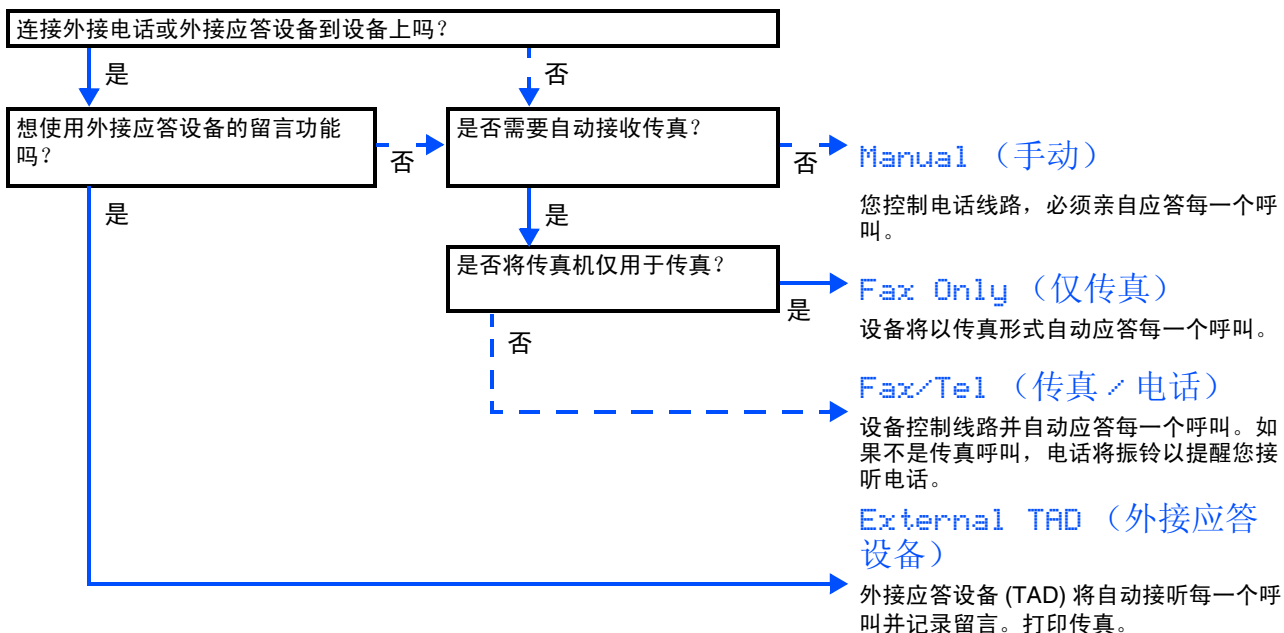 连接外接电话或外接应答设备到设备上吗？
是
否
想使用外接应答设备的留言功能
吗？
否
是否需要自动接收传真？
否
Manual （手动）
您控制电话线路，必须亲自应答每一个呼
叫。
是
是
是否将传真机仅用于传真？
是
Fax Only （仅传真）
设备将以传真形式自动应答每一个呼叫。
否
Fax/Tel （传真 / 电话）
设备控制线路并自动应答每一个呼叫。如
果不是传真呼叫，电话将振铃以提醒您接
听电话。
External TAD （外接应答
设备）
外接应答设备 (TAD) 将自动接听每一个呼
叫并记录留言。打印传真。